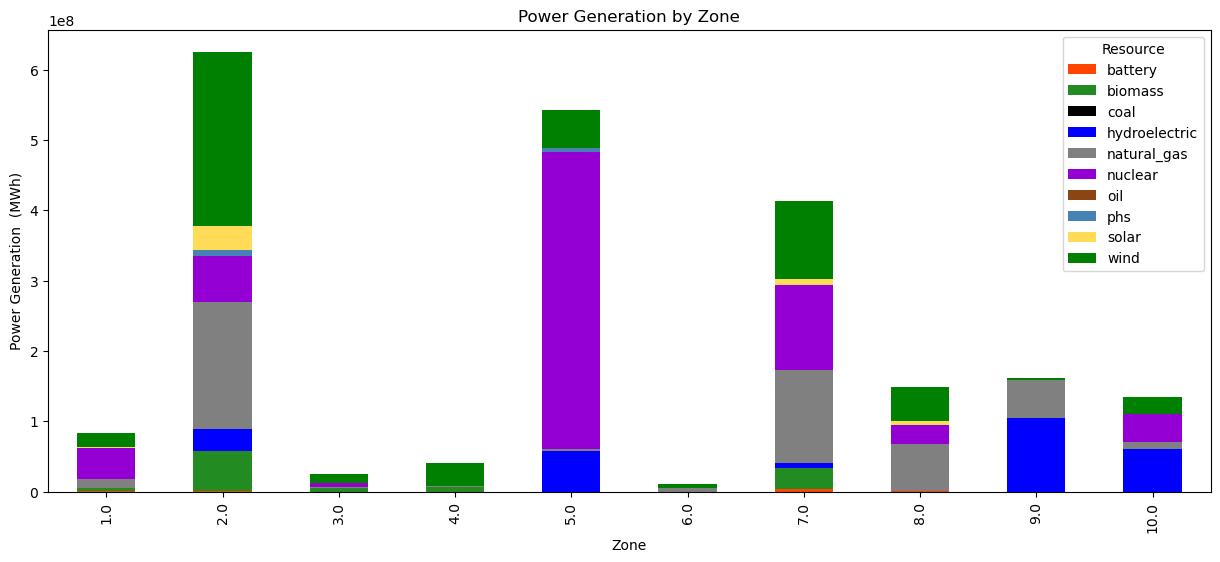 Power Generation by Zone
1e8
6
5
4
3
2
1
0
Power Generation  (MWh)
Resource
battery
biomass
coal
hydroelectric
natural_gas
nuclear
oil
phs
solar
wind
1.0
2.0
3.0
4.0
5.0
6.0
7.0
8.0
9.0
10.0
Zone